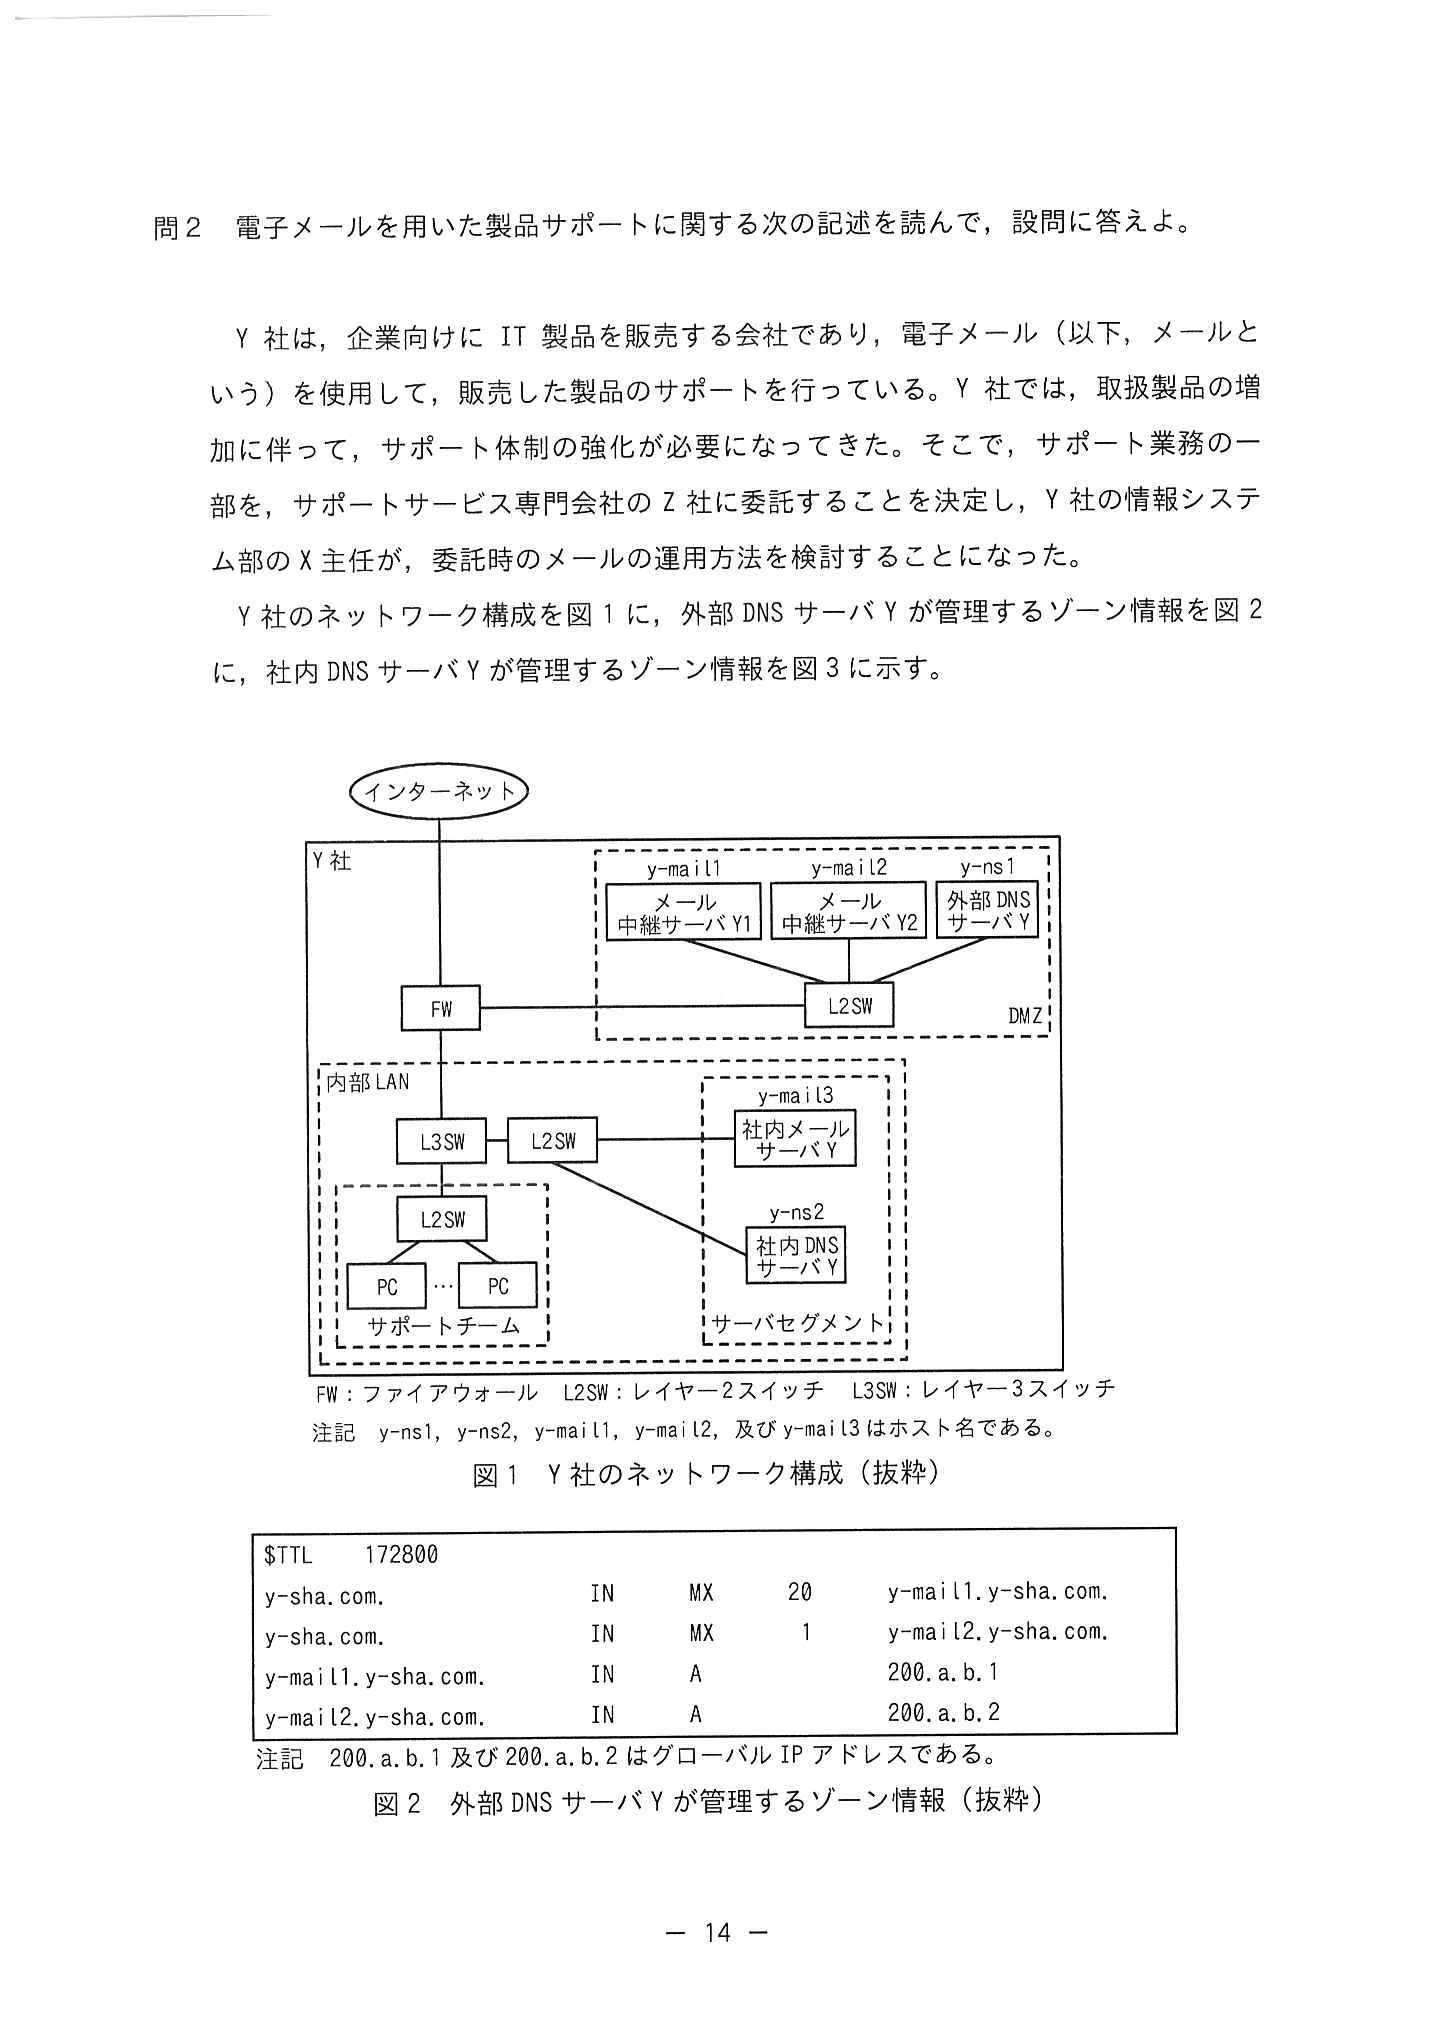 問2 電子メールを用いた製品サポートに関する次の記述を読んで，設問に答えよ。
Y 社は，企業向けに IT 製品を販売する会社であり，電子メール（以下，メールと
いう）を使用して，販売した製品のサポートを行っている。Y 社では，取扱製品の増
加に伴って，サポート体制の強化が必要になってきた。そこで，サポート業務の一
部を，サポートサービス専門会社の Z 社に委託することを決定し，Y 社の情報システ
ム部の X 主任が，委託時のメールの運用方法を検討することになった。
Y 社のネットワーク構成を図 1 に，外部 DNS サーバ Y が管理するゾーン情報を図 2
に，社内 DNS サーバ Y が管理するゾーン情報を図 3 に示す。
インターネット
Y 社
y-mail1 y-mail2 y-ns1
メール
中継サーバ Y1
メール
中継サーバ Y2
外部 DNS
サーバ Y
FW
L2SW
DMZ
内部 LAN
y-mail3
L3SW
L2SW
社内メール
サーバ Y
L2SW
y-ns2
社内 DNS
サーバ Y
PC … PC
サポートチーム
サーバセグメント
FW：ファイアウォール L2SW：レイヤー2スイッチ L3SW：レイヤー3スイッチ
注記 y-ns1，y-ns2，y-mail1，y-mail2，及び y-mail3 はホスト名である。
図 1 Y 社のネットワーク構成（抜粋）
$TTL 172800
y-sha.com. IN MX 20 y-mail1.y-sha.com.
y-sha.com. IN MX 1 y-mail2.y-sha.com.
y-mail1.y-sha.com. IN A 200.a.b.1
y-mail2.y-sha.com. IN A 200.a.b.2
注記 200.a.b.1 及び 200.a.b.2 はグローバル IP アドレスである。
図 2 外部 DNS サーバ Y が管理するゾーン情報（抜粋）
－ 14 －